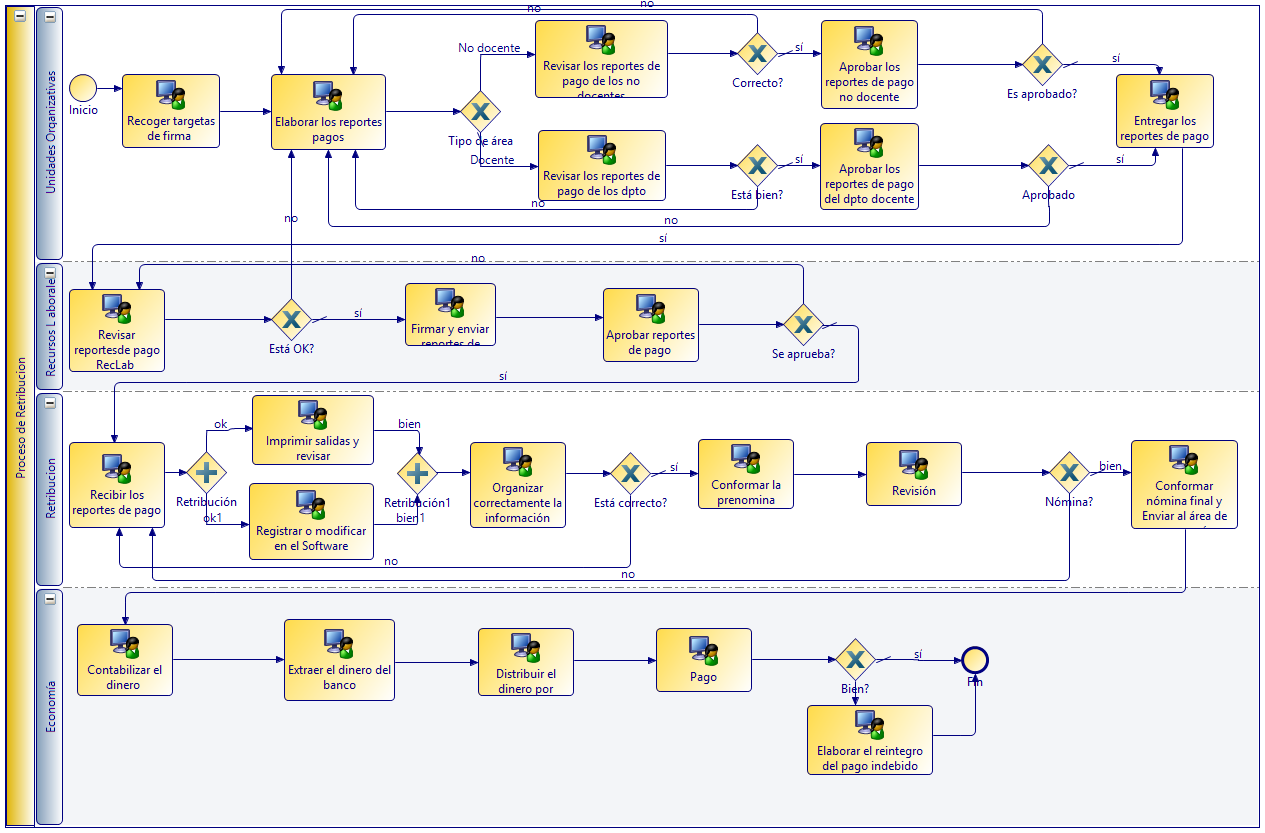 Proceso de Retribucion
Unidades Organizativas
Inicio
Recoger targetas
de firma
Elaborar los reportes
pagos
Tipo de área
No docente
Docente
Revisar los reportes de
pago de los no
docentes
Correcto?
sí
no
Aprobar los
reportes de pago
no docente
Es aprobado?
sí
no
Entregar los
reportes de pago
Revisar los reportes de
pago de los dpto
Está bien?
sí
no
Aprobar los
reportes de pago
del dpto docente
Aprobado
sí
no
sí
no
Recursos Laborales
Revisar
reportesde pago
RecLab
Está OK?
sí
Firmar y enviar
reportes de
Aprobar reportes
de pago
Se aprueba?
no
sí
Retribucion
Recibir los
reportes de pago
Retribución
ok1
ok
Imprimir salidas y
revisar
bien
Registrar o modificar
en el Software
Retribución1
bien1
Organizar
correctamente la
información
Está correcto?
sí
no
Conformar la
prenomina
Revisión
Nómina?
bien
no
Conformar
nómina final y
Enviar al área de
Economía
Contabilizar el
dinero
Extraer el dinero del
banco
Distribuir el
dinero por
Pago
Bien?
sí
Fin
Elaborar el reintegro
del pago indebido